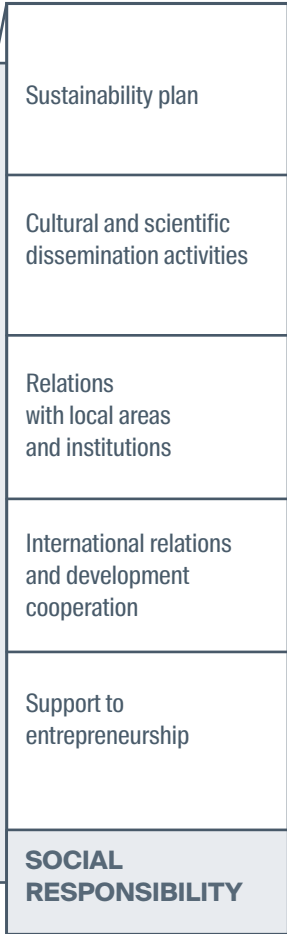 Sustainability plan
Cultural and scientific
dissemination activities
Relations
with local areas
and institutions
International relations
and development
cooperation
Support to
entrepreneurship
SOCIAL
RESPONSIBILITY